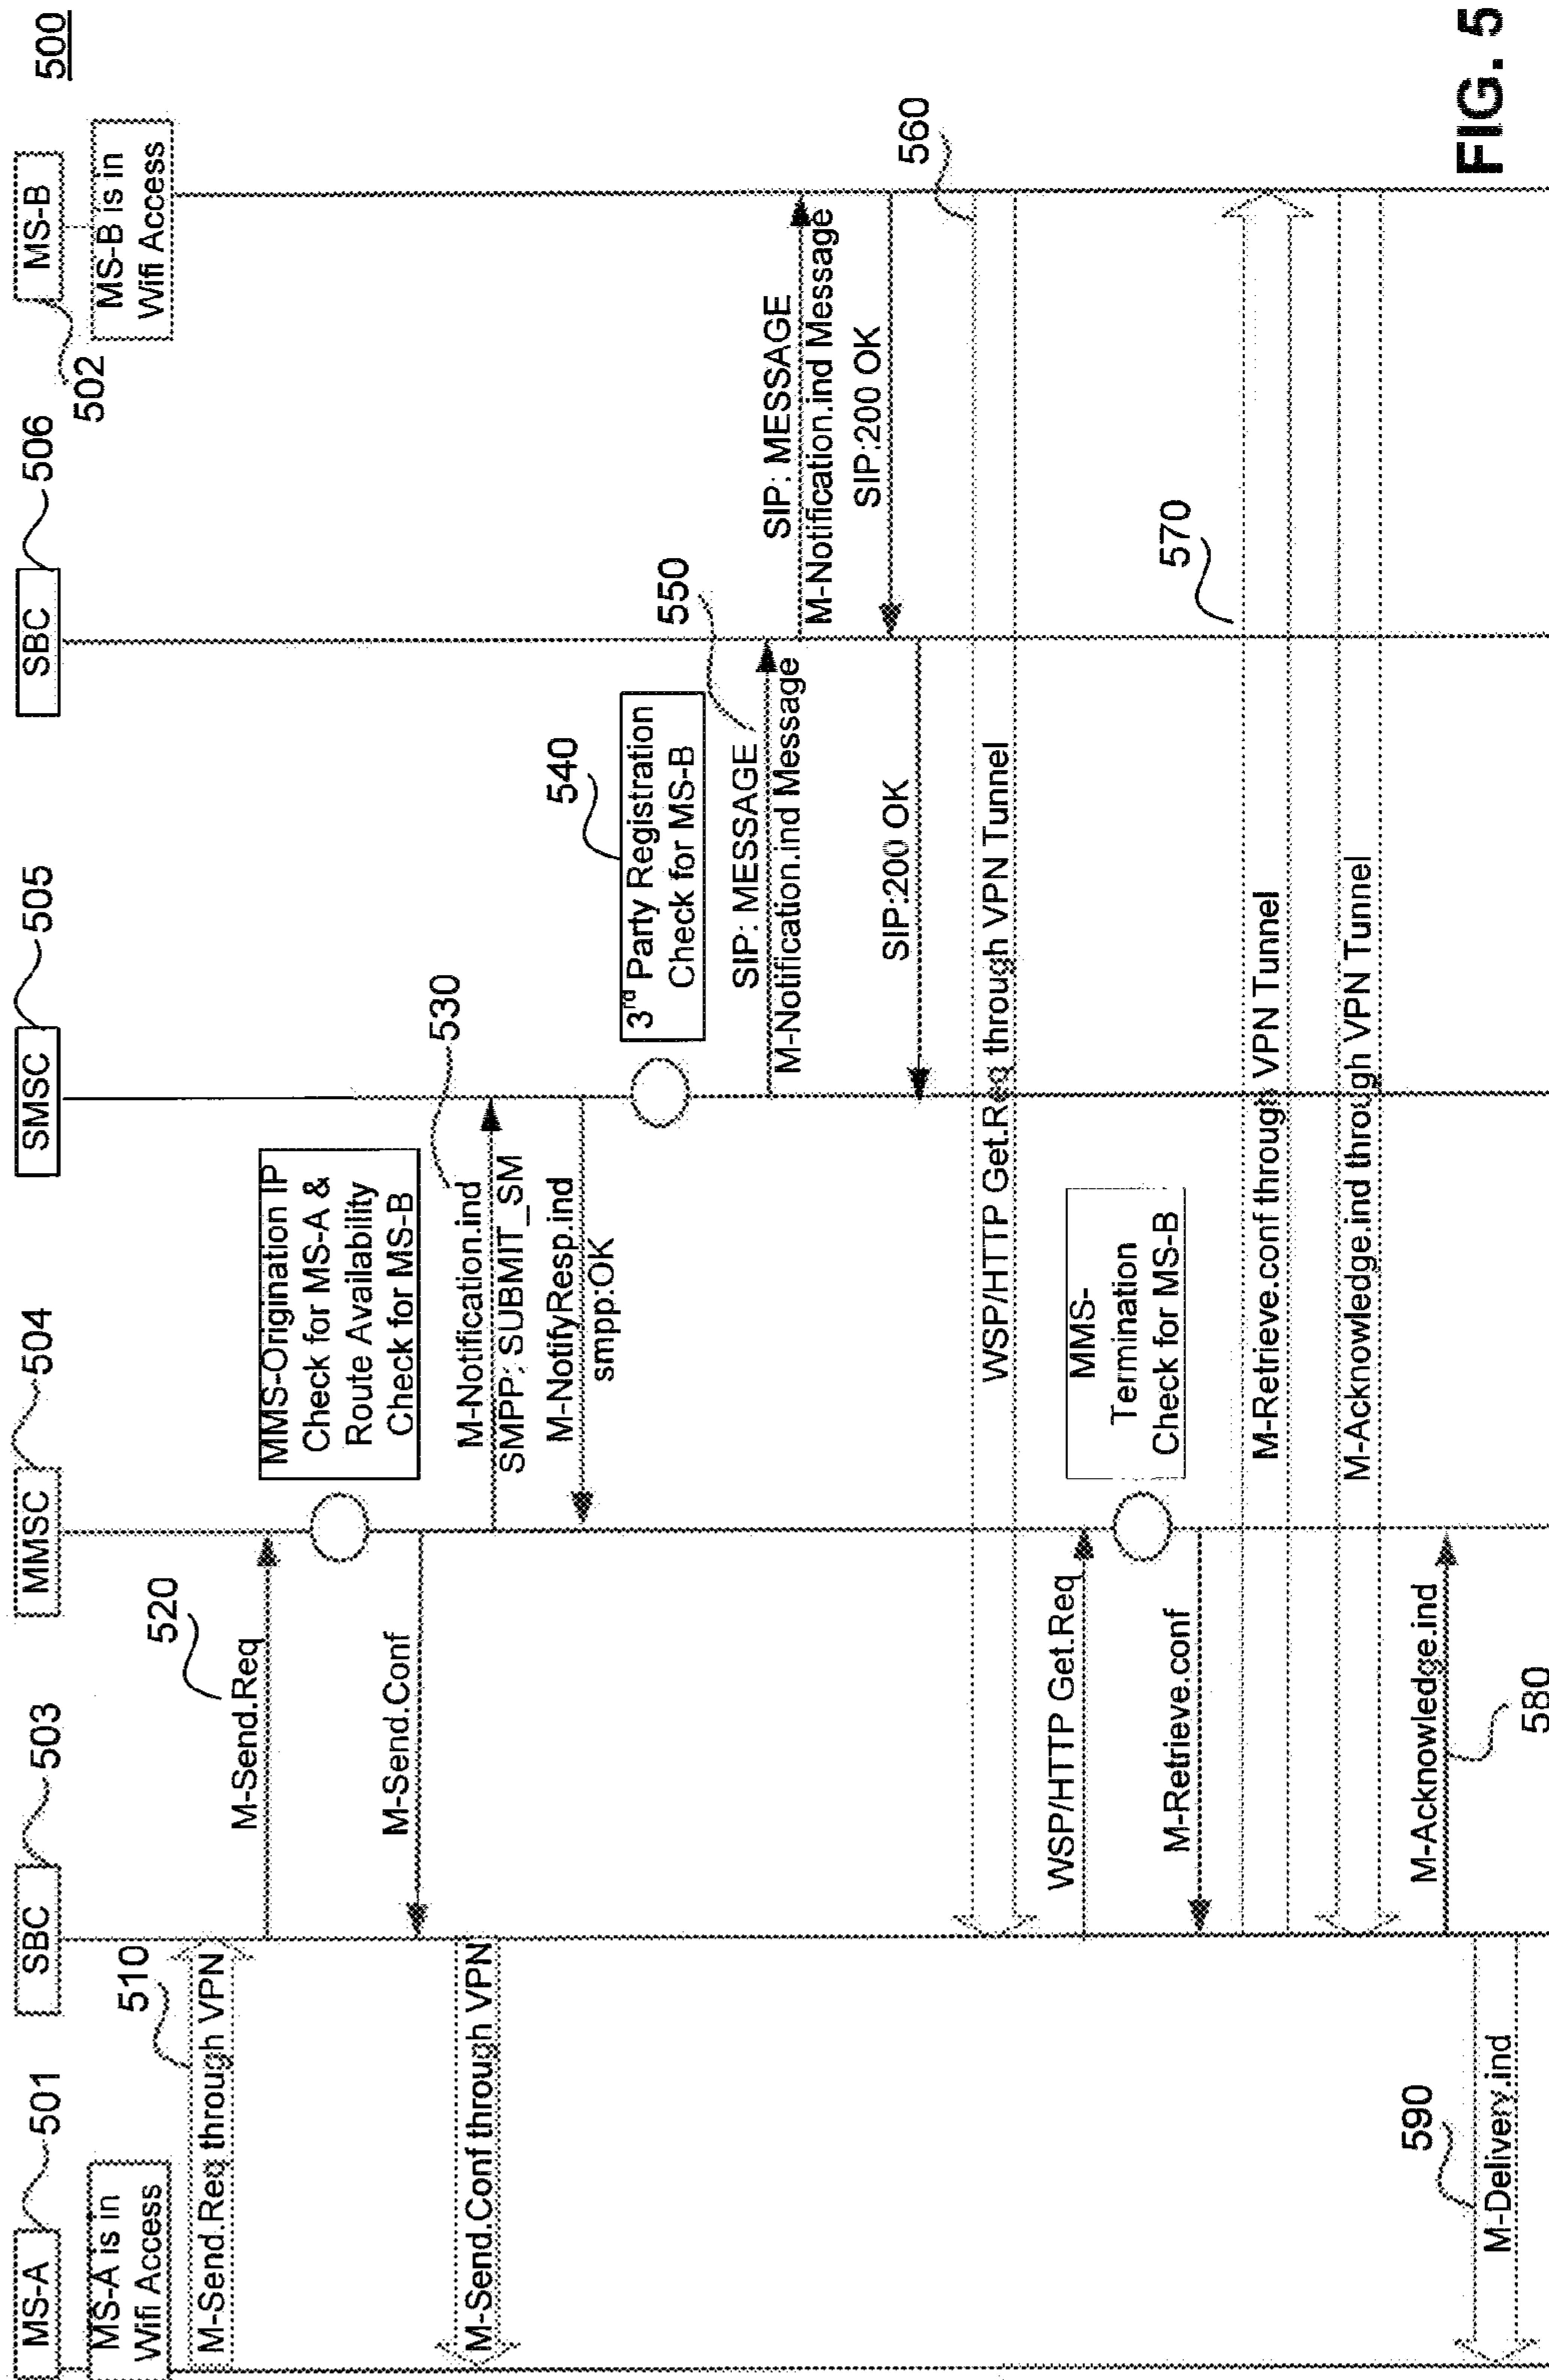 500
MS-A
501
SBC
503
MMSC
504
SMSC
505
SBC
506
MS-B
502
MS-A is in
Wifi Access
MS-B is in
Wifi Access
510
M-Send.Req through VPN
520
M-Send.Req
MMS-Origination IP
Check for MS-A &
Route Availability
Check for MS-B
M-Send.Conf
M-Send.Conf through VPN
530
M-Notification.ind
SMPP: SUBMIT_SM
M-NotifyResp.ind
smpp:OK
540
3rd Party Registration
Check for MS-B
550
SIP: MESSAGE
M-Notification.ind Message
SIP: MESSAGE
M-Notification.ind Message
SIP:200 OK
SIP:200 OK
560
WSP/HTTP Get.Req through VPN Tunnel
WSP/HTTP Get.Req
MMS-
Termination
Check for MS-B
M-Retrieve.conf
570
M-Retrieve.conf through VPN Tunnel
M-Acknowledge.ind through VPN Tunnel
M-Acknowledge.ind
580
590
M-Delivery.ind
FIG. 5